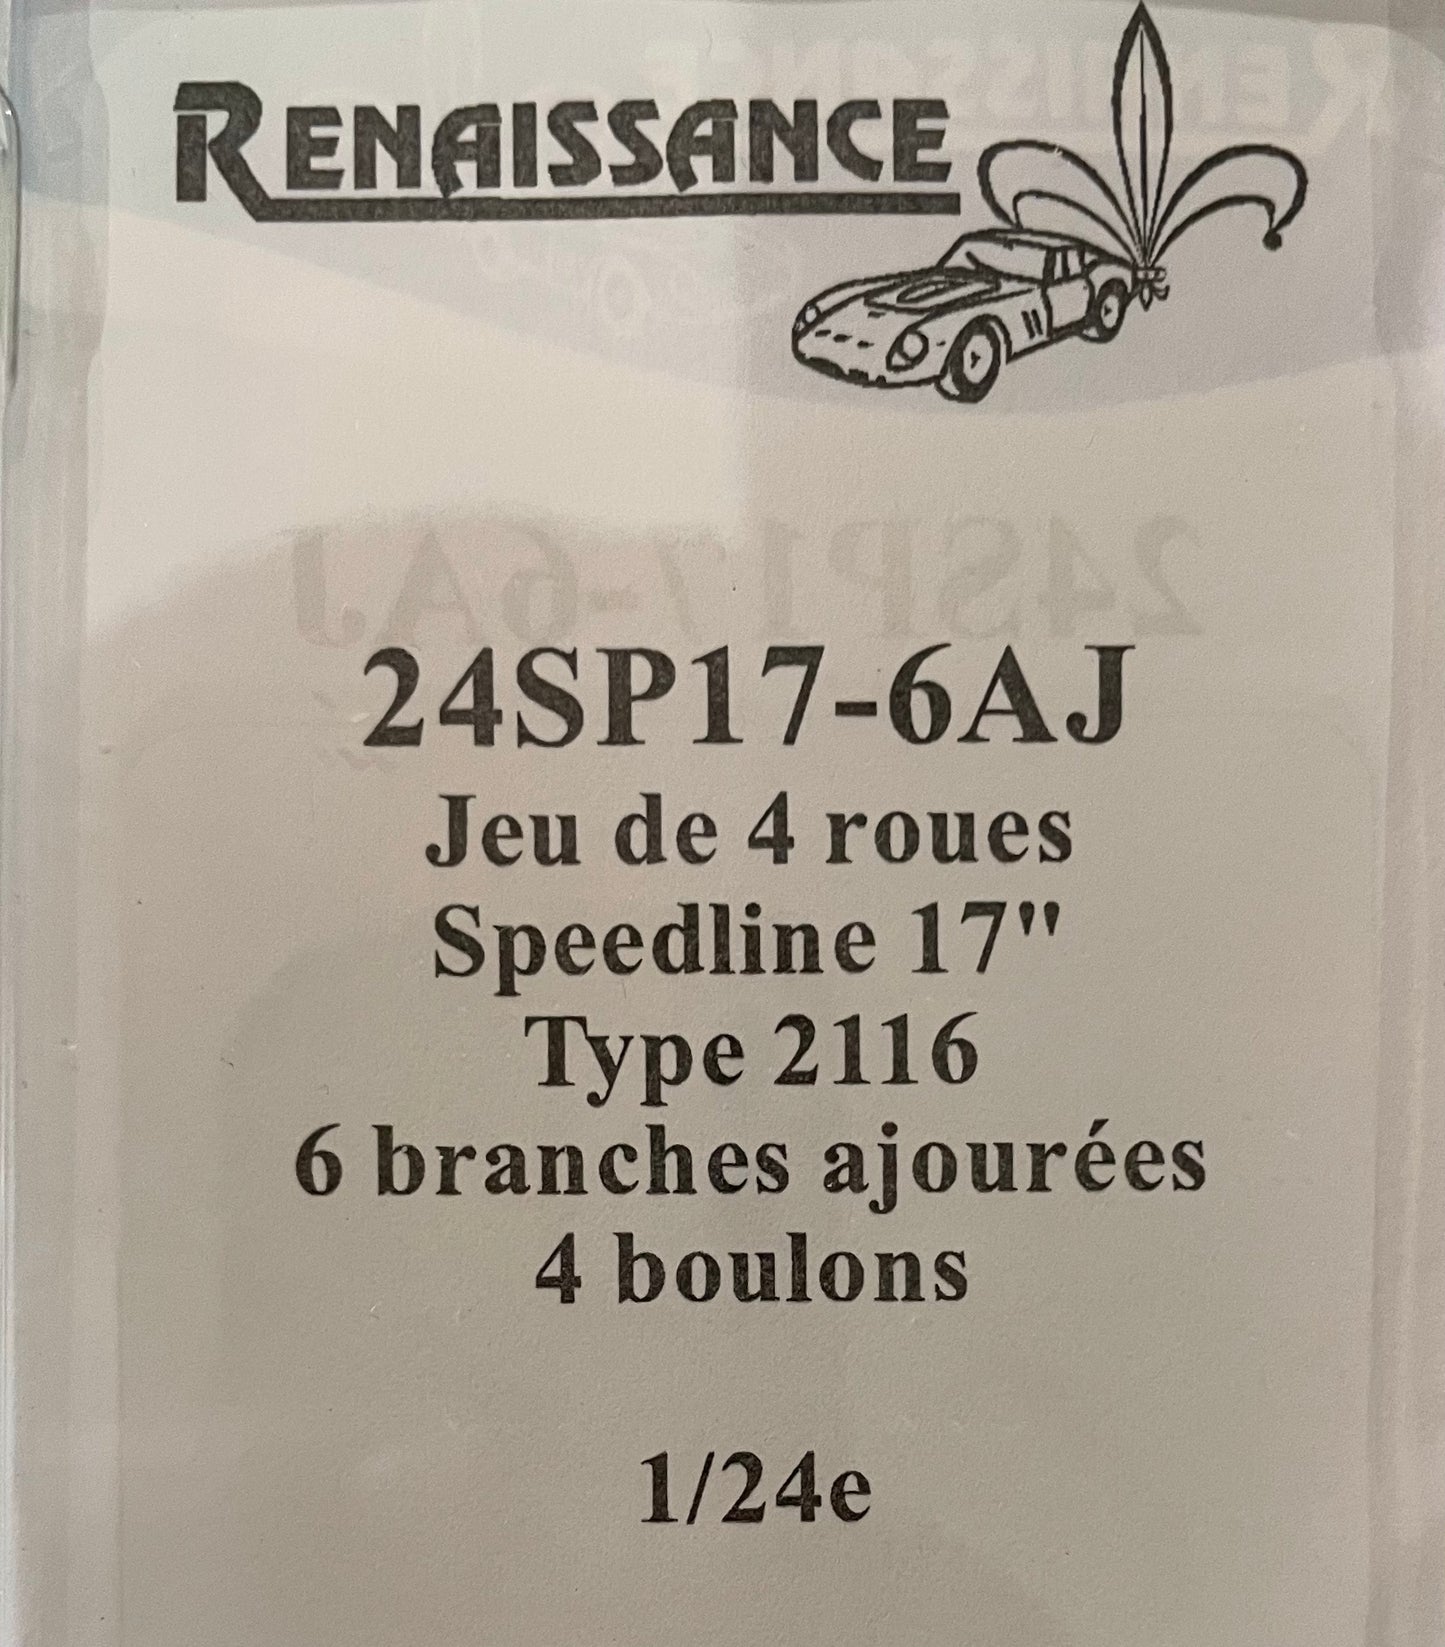 RENAISSANCE
24SP17-6AJ
Jeu de 4 roues
Speedline 17"
Type 2116
6 branches ajourées
4 boulons
1/24e